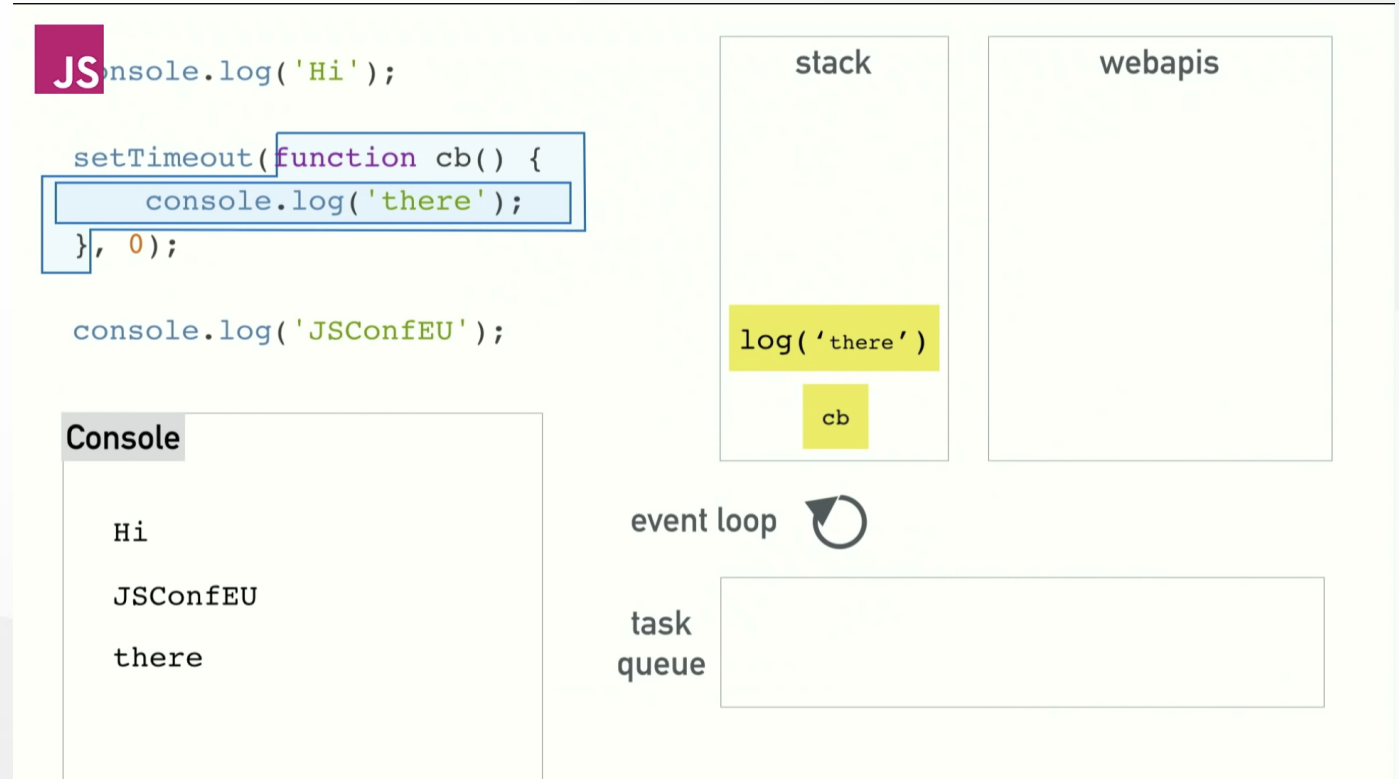 JS
onsole.log('Hi');
setTimeout(function cb() {
console.log('there');
}, 0);
console.log('JSConfEU');
Console
Hi
JSConfEU
there
stack
log(‘there’)
cb
webapis
event loop
task
queue